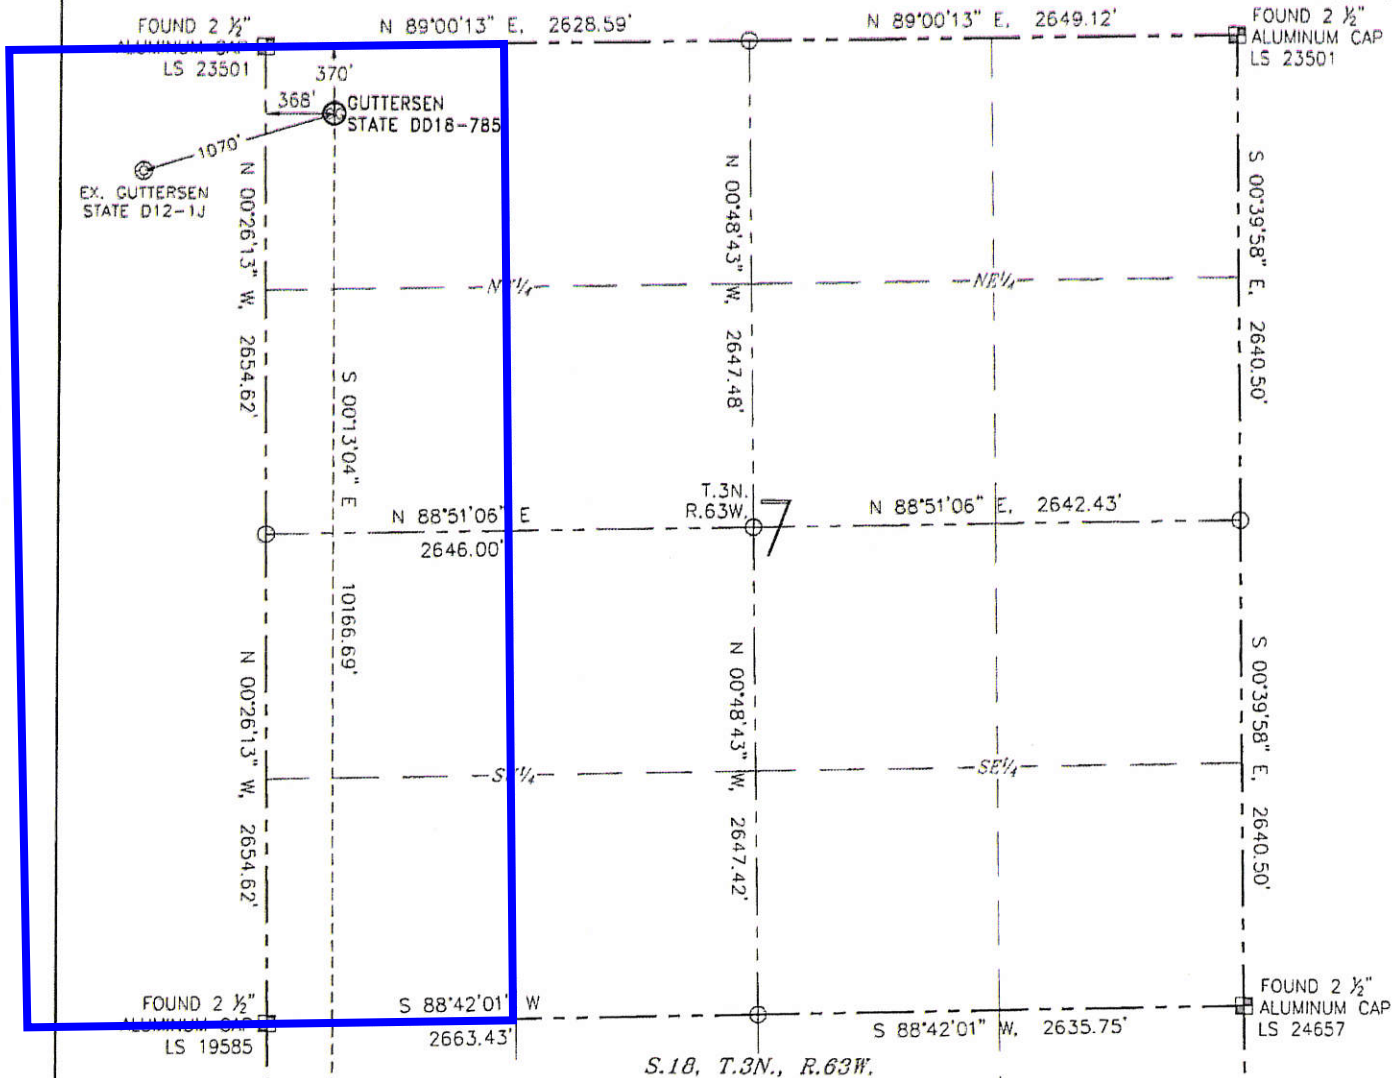 FOUND 2 ½"
ALUMINUM CAP
LS 23501
N 89°00'13" E, 2628.59'
N 89°00'13" E, 2649.12'
FOUND 2 ½"
ALUMINUM CAP
LS 23501
370'
368'
GUTTERSEN
STATE DD18-785
1070'
EX. GUTTERSEN
STATE D12-1J
N 00°26'13" W, 2654.62'
N 00°48'43" W, 2647.48'
S 00°39'58" E, 2640.50'
NE¼
S 00°13'04" E 10166.69'
T.3N.
R.63W.
7
N 88°51'06" E
2646.00'
N 88°51'06" E, 2642.43'
N 00°26'13" W, 2654.62'
N 00°48'43" W, 2647.42'
S 00°39'58" E, 2640.50'
SE¼
FOUND 2 ½"
ALUMINUM CAP
LS 19585
S 88°42'01" W
2663.43'
S 88°42'01" W, 2635.75'
FOUND 2 ½"
ALUMINUM CAP
LS 24657
S.18, T.3N., R.63W.